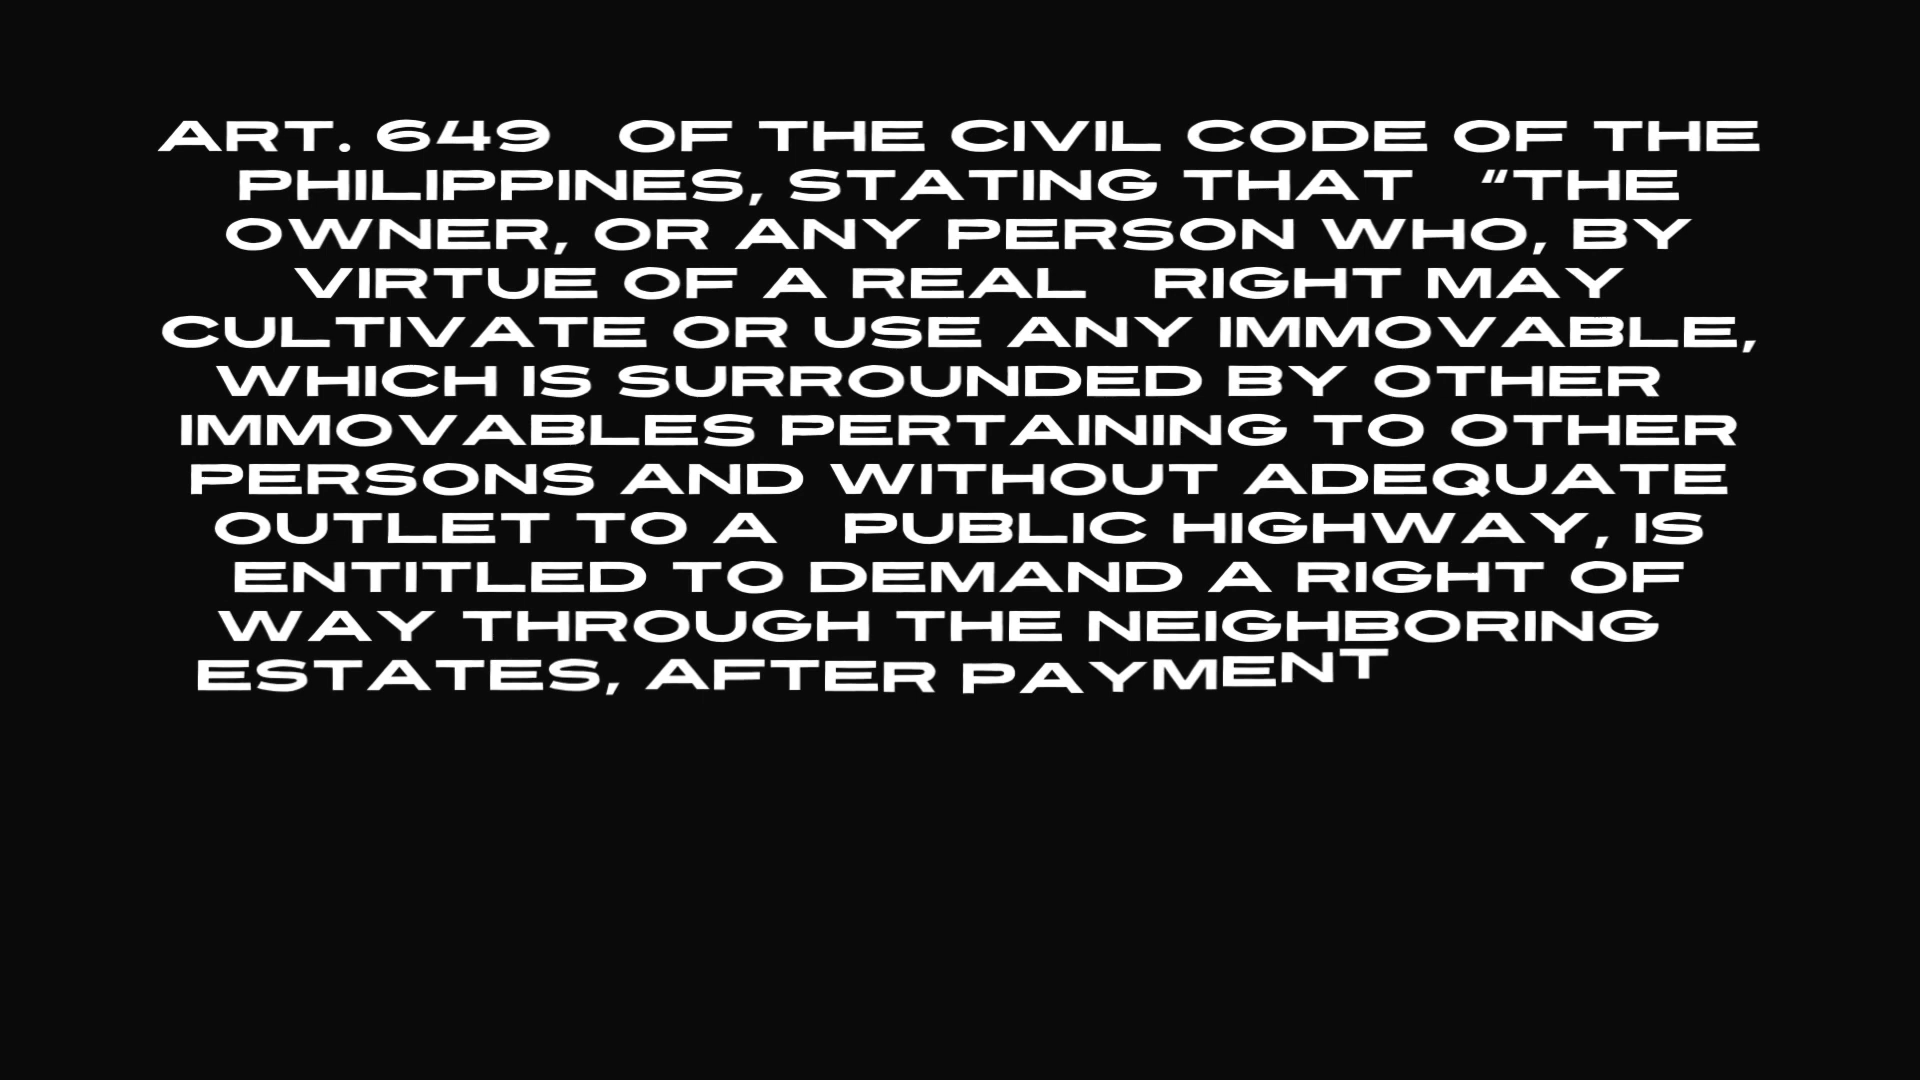 ART. 649 OF THE CIVIL CODE OF THE
PHILIPPINES, STATING THAT “THE
OWNER, OR ANY PERSON WHO, BY
VIRTUE OF A REAL RIGHT MAY
CULTIVATE OR USE ANY IMMOVABLE,
WHICH IS SURROUNDED BY OTHER
IMMOVABLES PERTAINING TO OTHER
PERSONS AND WITHOUT ADEQUATE
OUTLET TO A PUBLIC HIGHWAY, IS
ENTITLED TO DEMAND A RIGHT OF
WAY THROUGH THE NEIGHBORING
ESTATES, AFTER PAYMENT